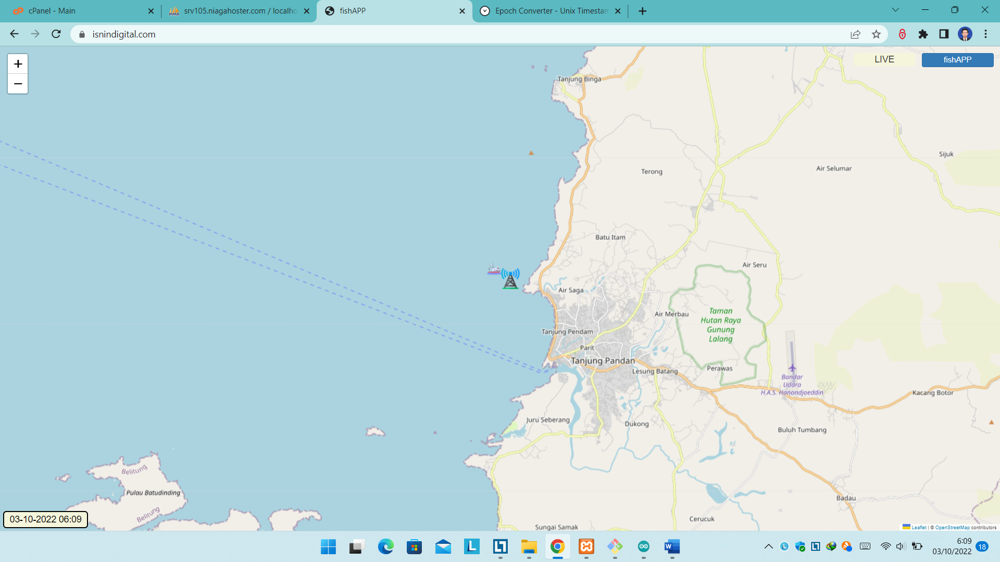 cPanel - Main
srv105.niagahoster.com / localho
fishAPP
Epoch Converter - Unix Timestam
isnindigital.com
+
−
LIVE
fishAPP
Tanjung Binga
Sijuk
Air Selumar
Terong
Batu Itam
Air Seru
Air Saga
Air Merbau
Taman
Hutan Raya
Gunung
Lalang
Tanjung Pendam
Parit
Tanjung Pandan
Lesung Batang
Perawas
Bandar
Udara
H.A.S. Hanandjoeddin
Kacang Botor
Juru Seberang
Dukong
Buluh Tumbang
Belitung
Pulau Batudinding
Belitung
Badau
Cerucuk
Sungai Samak
03-10-2022 06:09
Leaflet | © OpenStreetMap contributors
6:09
03/10/2022
18